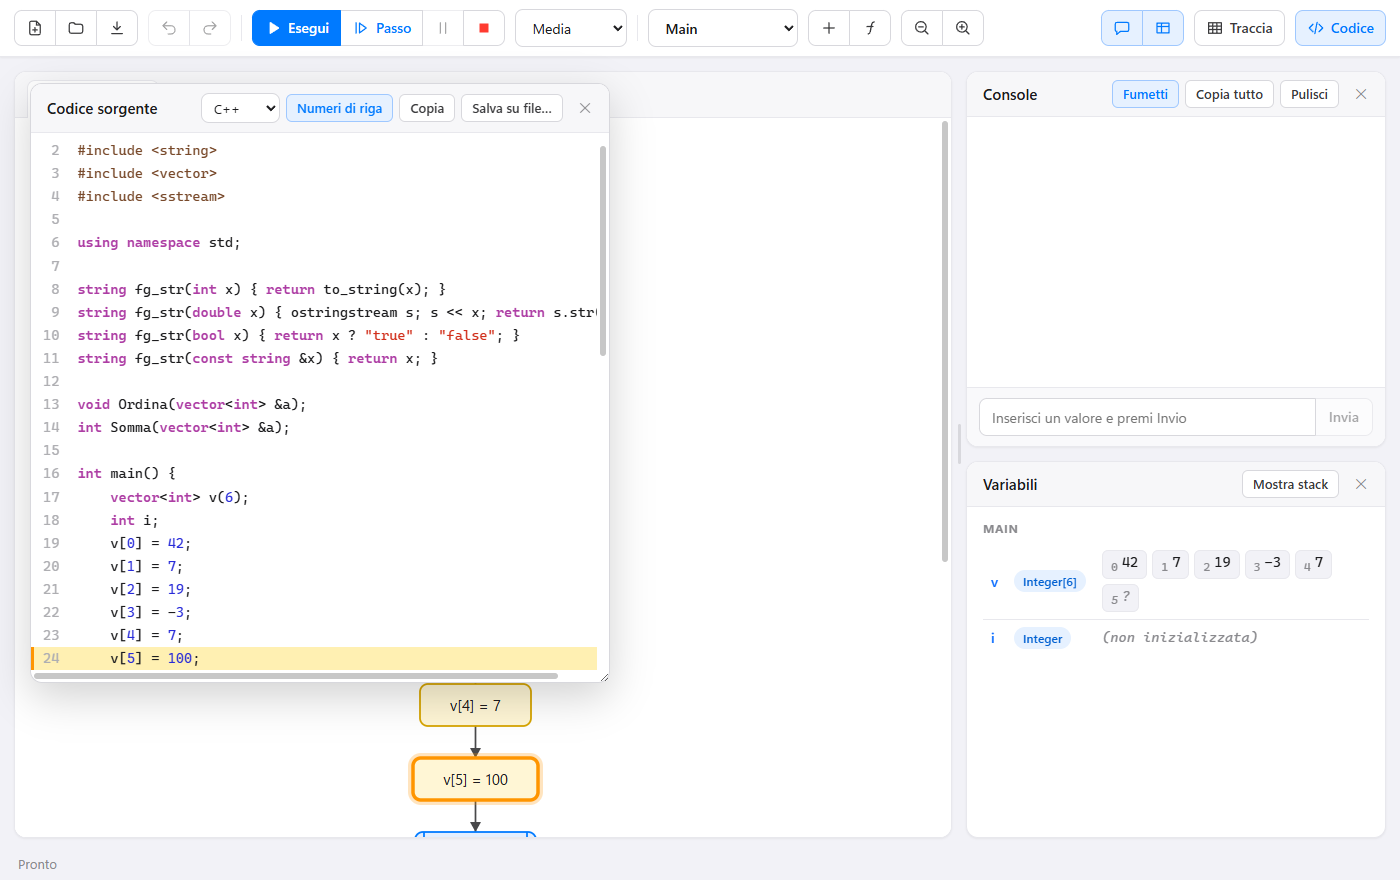 Esegui
Passo
Media
Main
Traccia
Codice
Codice sorgente
C++
Numeri di riga
Copia
Salva su file...
2 #include <string>
3 #include <vector>
4 #include <sstream>
5
6 using namespace std;
7
8 string fg_str(int x) { return to_string(x); }
9 string fg_str(double x) { ostringstream s; s << x; return s.str(
10 string fg_str(bool x) { return x ? "true" : "false"; }
11 string fg_str(const string &x) { return x; }
12
13 void Ordina(vector<int> &a);
14 int Somma(vector<int> &a);
15
16 int main() {
17 vector<int> v(6);
18 int i;
19 v[0] = 42;
20 v[1] = 7;
21 v[2] = 19;
22 v[3] = -3;
23 v[4] = 7;
24 v[5] = 100;
v[4] = 7
v[5] = 100
Console
Fumetti
Copia tutto
Pulisci
Inserisci un valore e premi Invio
Invia
Variabili
Mostra stack
MAIN
v Integer[6] 0 42 1 7 2 19 3 -3 4 7
5 ?
i Integer (non inizializzata)
Pronto